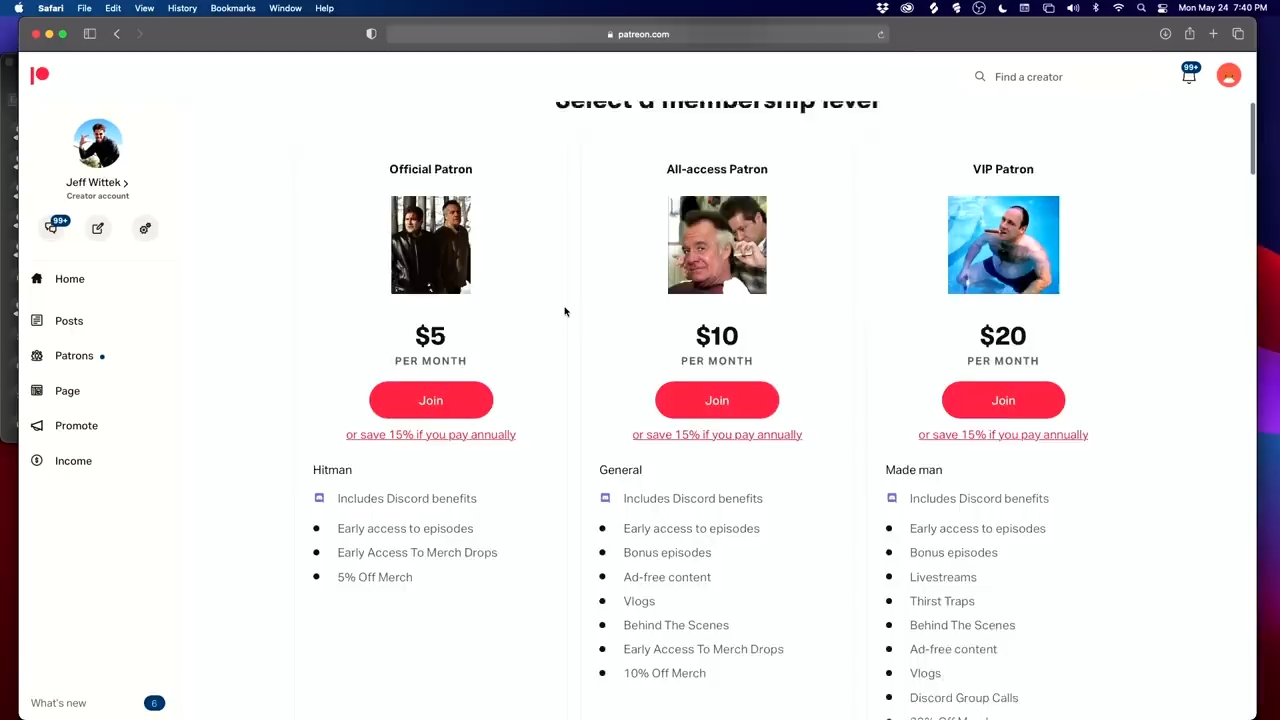 Safari File Edit View History Bookmarks Window Help
Mon May 24 7:40 PM
patreon.com
Find a creator
99+
Select a membership level
Jeff Wittek
Creator account
99+
Home
Posts
Patrons
Page
Promote
Income
What's new
6
Official Patron
$5
PER MONTH
Join
or save 15% if you pay annually
Hitman
Includes Discord benefits
Early access to episodes
Early Access To Merch Drops
5% Off Merch
All-access Patron
$10
PER MONTH
Join
or save 15% if you pay annually
General
Includes Discord benefits
Early access to episodes
Bonus episodes
Ad-free content
Vlogs
Behind The Scenes
Early Access To Merch Drops
10% Off Merch
VIP Patron
$20
PER MONTH
Join
or save 15% if you pay annually
Made man
Includes Discord benefits
Early access to episodes
Bonus episodes
Livestreams
Thirst Traps
Behind The Scenes
Ad-free content
Vlogs
Discord Group Calls